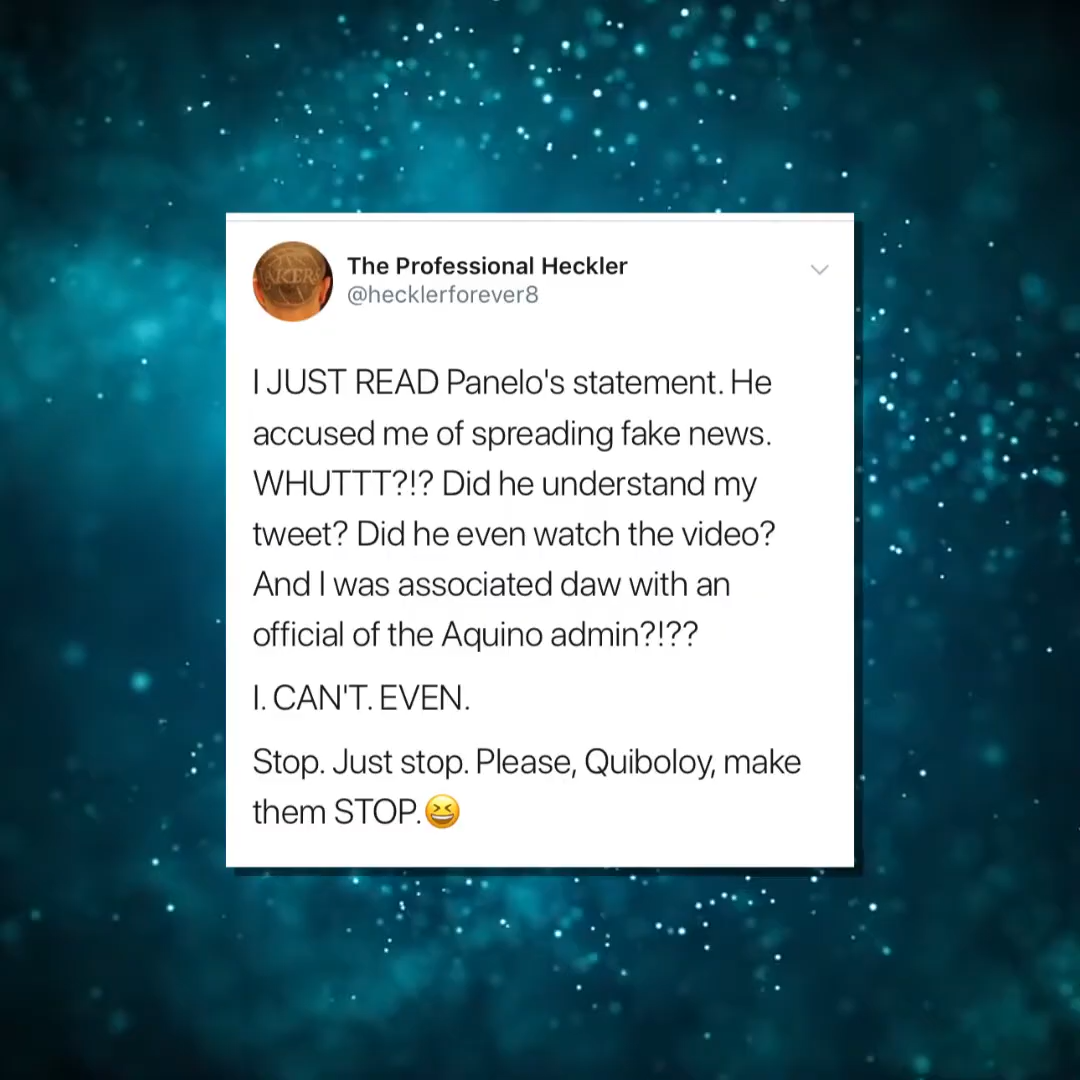 The Professional Heckler
@hecklerforever8
I JUST READ Panelo's statement. He
accused me of spreading fake news.
WHUTTT?!? Did he understand my
tweet? Did he even watch the video?
And I was associated daw with an
official of the Aquino admin?!??
I. CAN'T. EVEN.
Stop. Just stop. Please, Quiboloy, make
them STOP.😆